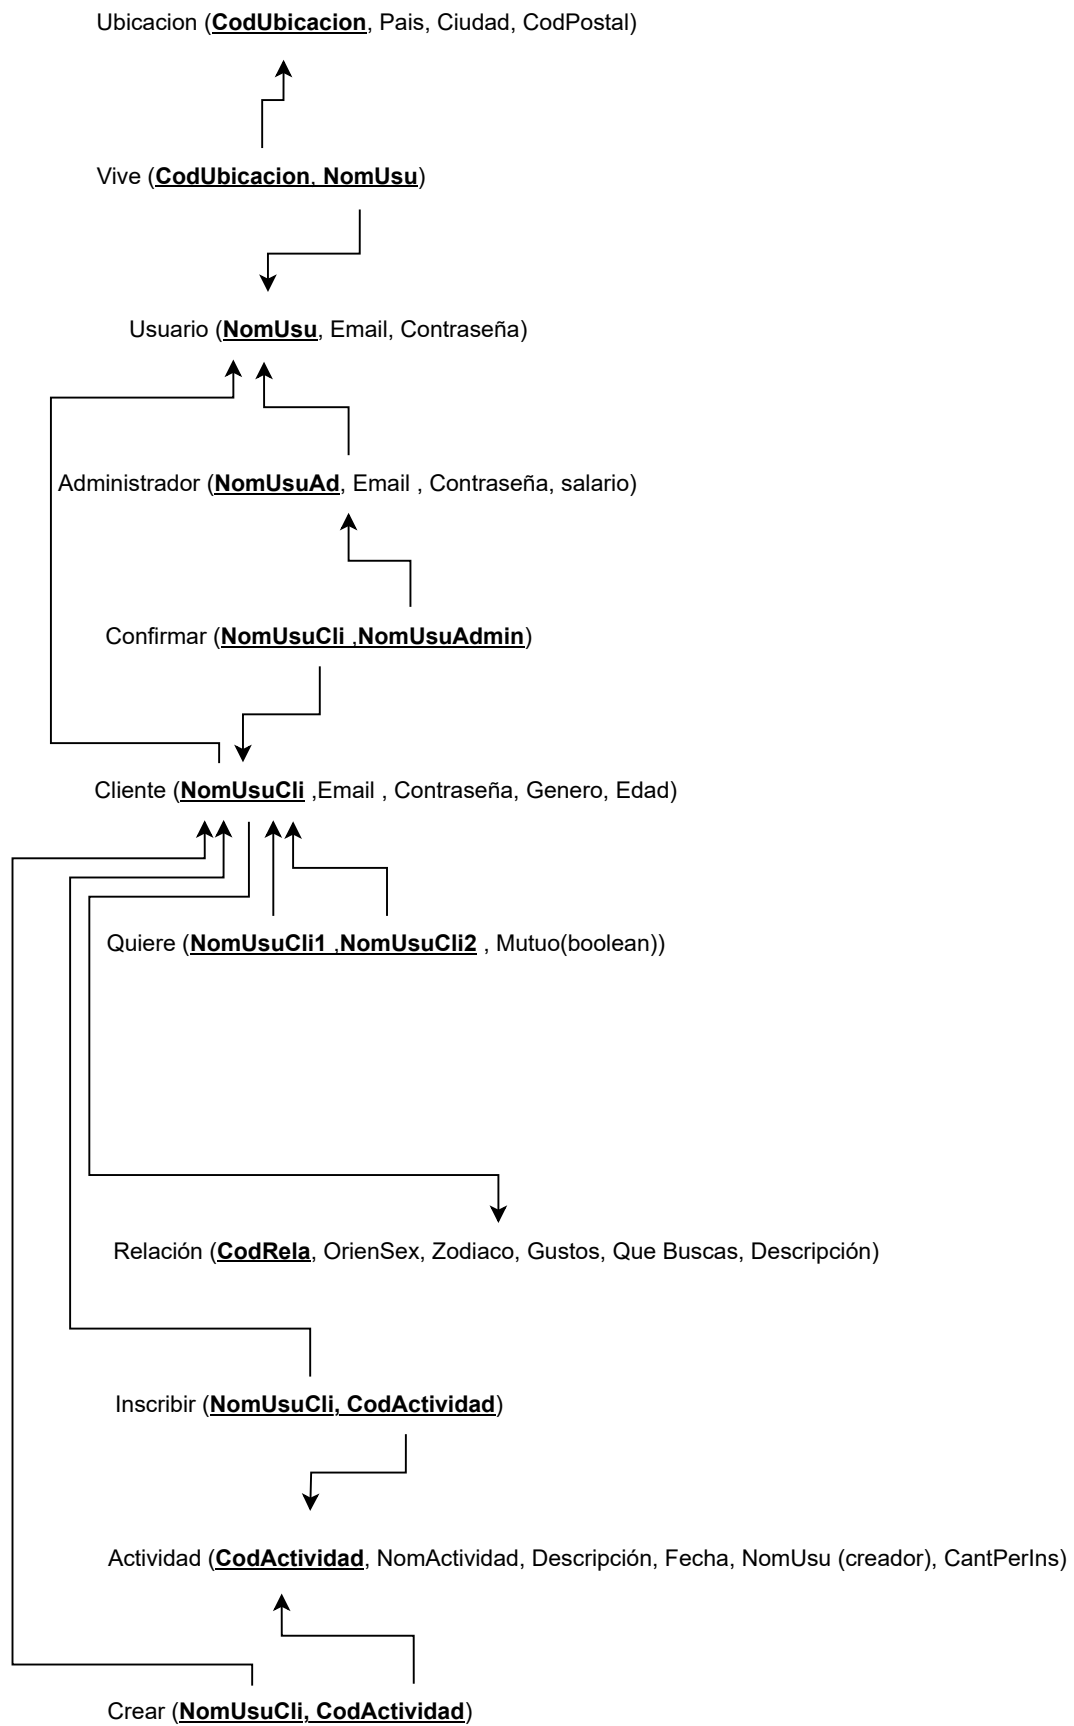 Ubicacion (CodUbicacion, Pais, Ciudad, CodPostal)
Vive (CodUbicacion, NomUsu)
Usuario (NomUsu, Email, Contraseña)
Administrador (NomUsuAd, Email , Contraseña, salario)
Confirmar (NomUsuCli ,NomUsuAdmin)
Cliente (NomUsuCli ,Email , Contraseña, Genero, Edad)
Quiere (NomUsuCli1 ,NomUsuCli2 , Mutuo(boolean))
Relación (CodRela, OrienSex, Zodiaco, Gustos, Que Buscas, Descripción)
Inscribir (NomUsuCli, CodActividad)
Actividad (CodActividad, NomActividad, Descripción, Fecha, NomUsu (creador), CantPerIns)
Crear (NomUsuCli, CodActividad)